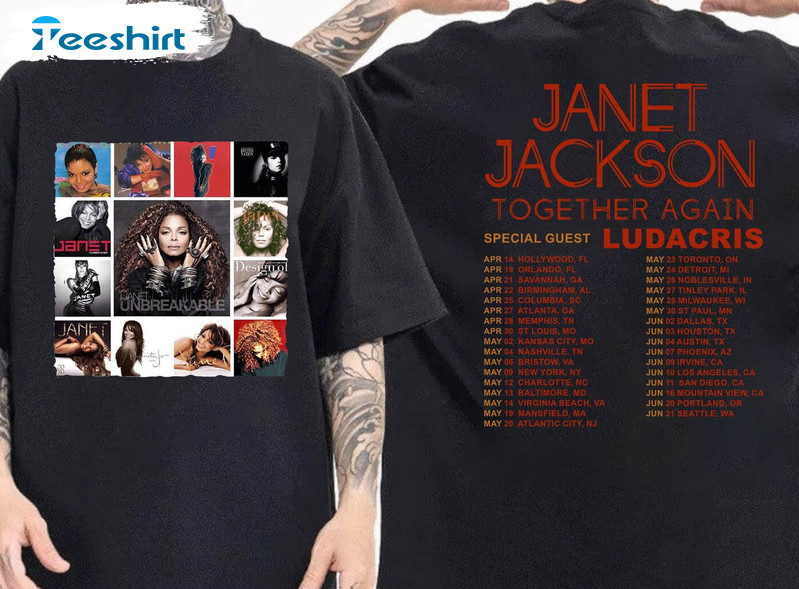 Teeshirt
JANET
UNBREAKABLE
JANET
Design of
JANET
JANET
JANET
JACKSON
TOGETHER AGAIN
SPECIAL GUEST LUDACRIS
APR 14 HOLLYWOOD, FL
APR 19 ORLANDO, FL
APR 21 SAVANNAH, GA
APR 22 BIRMINGHAM, AL
APR 25 COLUMBIA, SC
APR 27 ATLANTA, GA
APR 29 MEMPHIS, TN
APR 30 ST LOUIS, MO
MAY 02 KANSAS CITY, MO
MAY 04 NASHVILLE, TN
MAY 06 BRISTOW, VA
MAY 09 NEW YORK, NY
MAY 12 CHARLOTTE, NC
MAY 13 BALTIMORE, MD
MAY 14 VIRGINIA BEACH, VA
MAY 19 MANSFIELD, MA
MAY 20 ATLANTIC CITY, NJ
MAY 23 TORONTO, ON
MAY 24 DETROIT, MI
MAY 26 NOBLESVILLE, IN
MAY 27 TINLEY PARK, IL
MAY 28 MILWAUKEE, WI
MAY 30 ST PAUL, MN
JUN 02 DALLAS, TX
JUN 03 HOUSTON, TX
JUN 04 AUSTIN, TX
JUN 07 PHOENIX, AZ
JUN 09 IRVINE, CA
JUN 10 LOS ANGELES, CA
JUN 11 SAN DIEGO, CA
JUN 16 MOUNTAIN VIEW, CA
JUN 20 PORTLAND, OR
JUN 21 SEATTLE, WA